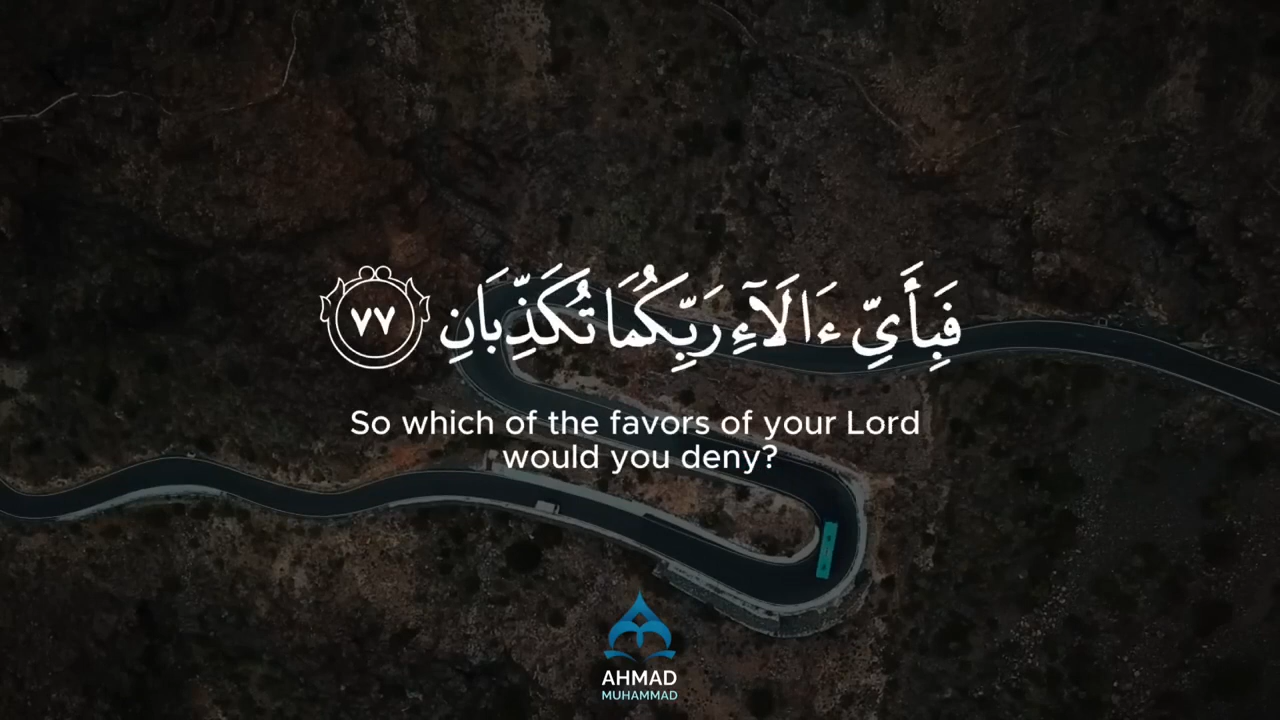 فَبِأَيِّ ءَالَآءِ رَبِّكُمَا تُكَذِّبَانِ ٧٧
So which of the favors of your Lord
would you deny?
AHMAD
MUHAMMAD